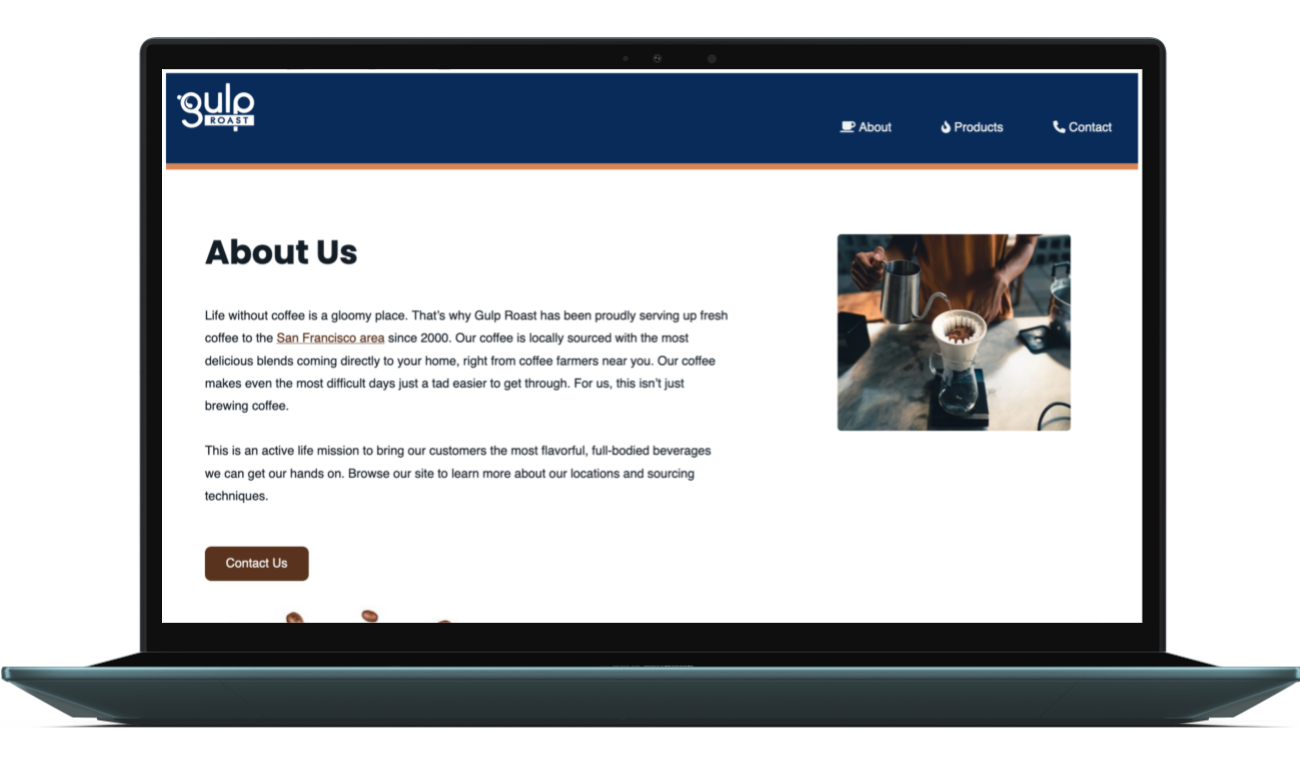 gulp
ROAST
About
Products
Contact
About Us
Life without coffee is a gloomy place. That's why Gulp Roast has been proudly serving up fresh
coffee to the San Francisco area since 2000. Our coffee is locally sourced with the most
delicious blends coming directly to your home, right from coffee farmers near you. Our coffee
makes even the most difficult days just a tad easier to get through. For us, this isn't just
brewing coffee.
This is an active life mission to bring our customers the most flavorful, full-bodied beverages
we can get our hands on. Browse our site to learn more about our locations and sourcing
techniques.
Contact Us